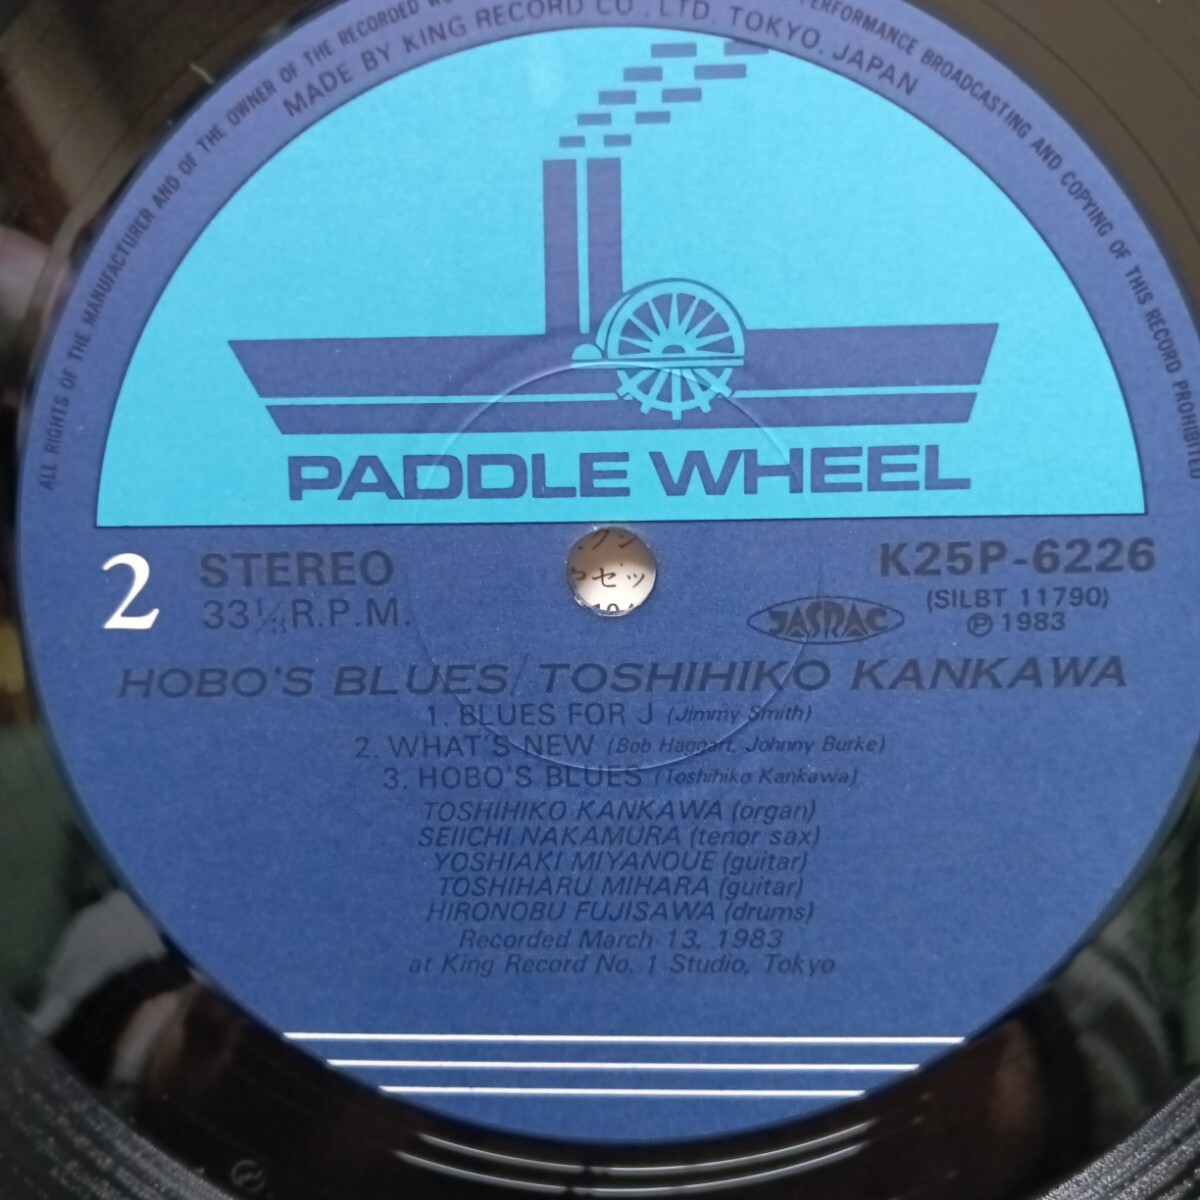 ALL RIGHTS OF THE MANUFACTURER AND OF THE OWNER OF THE RECORDED
PERFORMANCE BROADCASTING AND COPYING OF THIS RECORD PROHIBITED
MADE BY KING RECORD CO., LTD. TOKYO, JAPAN
PADDLE WHEEL
2
STEREO
33 1/3 R.P.M.
K25P-6226
(SILBT 11790)
JASRAC
Ⓟ 1983
HOBO'S BLUES/TOSHIHIKO KANKAWA
1. BLUES FOR J (Jimmy Smith)
2. WHAT'S NEW (Bob Haggart, Johnny Burke)
3. HOBO'S BLUES (Toshihiko Kankawa)
TOSHIHIKO KANKAWA (organ)
SEIICHI NAKAMURA (tenor sax)
YOSHIAKI MIYANOUE (guitar)
TOSHIHARU MIHARA (guitar)
HIRONOBU FUJISAWA (drums)
Recorded March 13, 1983
at King Record No. 1 Studio, Tokyo